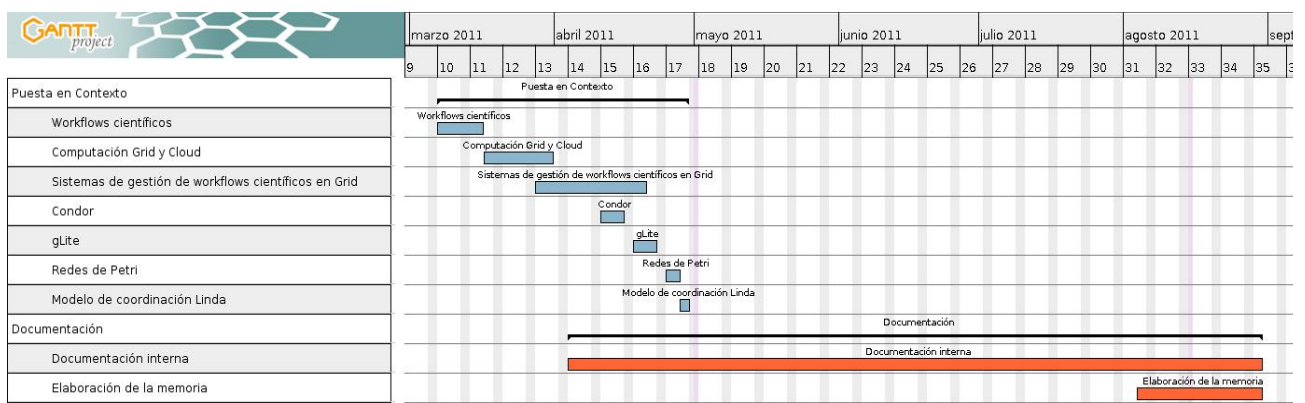 GANTT
project
marzo 2011 abril 2011 mayo 2011 junio 2011 julio 2011 agosto 2011 sept
9 10 11 12 13 14 15 16 17 18 19 20 21 22 23 24 25 26 27 28 29 30 31 32 33 34 35
Puesta en Contexto
Puesta en Contexto
Workflows científicos
Workflows científicos
Computación Grid y Cloud
Computación Grid y Cloud
Sistemas de gestión de workflows científicos en Grid
Sistemas de gestión de workflows científicos en Grid
Condor
Condor
gLite
gLite
Redes de Petri
Redes de Petri
Modelo de coordinación Linda
Modelo de coordinación Linda
Documentación
Documentación
Documentación interna
Documentación interna
Elaboración de la memoria
Elaboración de la memoria